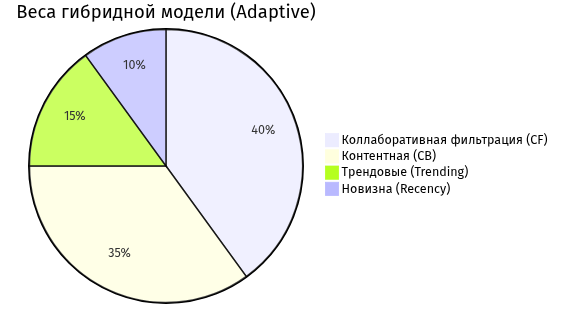 Веса гибридной модели (Adaptive)
10%
15%
40%
35%
Коллаборативная фильтрация (CF)
Контентная (CB)
Трендовые (Trending)
Новизна (Recency)